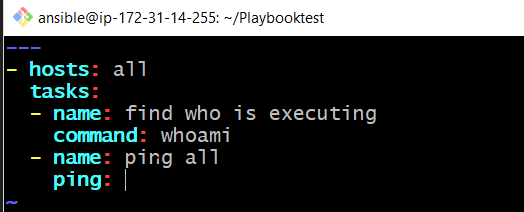 ansible@ip-172-31-14-255: ~/Playbooktest
---
- hosts: all
  tasks:
  - name: find who is executing
    command: whoami
  - name: ping all
    ping:
~